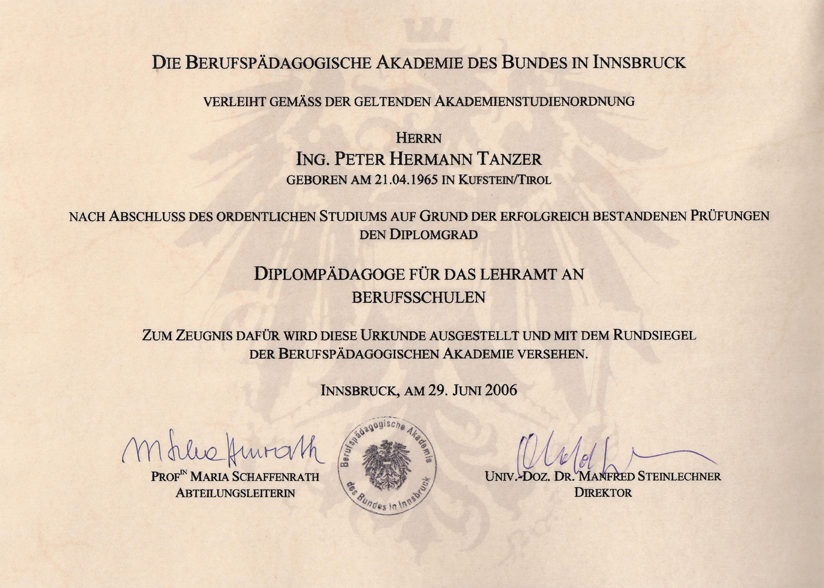 DIE BERUFSPÄDAGOGISCHE AKADEMIE DES BUNDES IN INNSBRUCK
VERLEIHT GEMÄSS DER GELTENDEN AKADEMIENSTUDIENORDNUNG
HERRN
ING. PETER HERMANN TANZER
GEBOREN AM 21.04.1965 IN KUFSTEIN/TIROL
NACH ABSCHLUSS DES ORDENTLICHEN STUDIUMS AUF GRUND DER ERFOLGREICH BESTANDENEN PRÜFUNGEN
DEN DIPLOMGRAD
DIPLOMPÄDAGOGE FÜR DAS LEHRAMT AN
BERUFSSCHULEN
ZUM ZEUGNIS DAFÜR WIRD DIESE URKUNDE AUSGESTELLT UND MIT DEM RUNDSIEGEL
DER BERUFSPÄDAGOGISCHEN AKADEMIE VERSEHEN.
INNSBRUCK, AM 29. JUNI 2006
Berufspädagogische Akademie
des Bundes in Innsbruck
PROF^IN MARIA SCHAFFENRATH
ABTEILUNGSLEITERIN
UNIV.-DOZ. DR. MANFRED STEINLECHNER
DIREKTOR